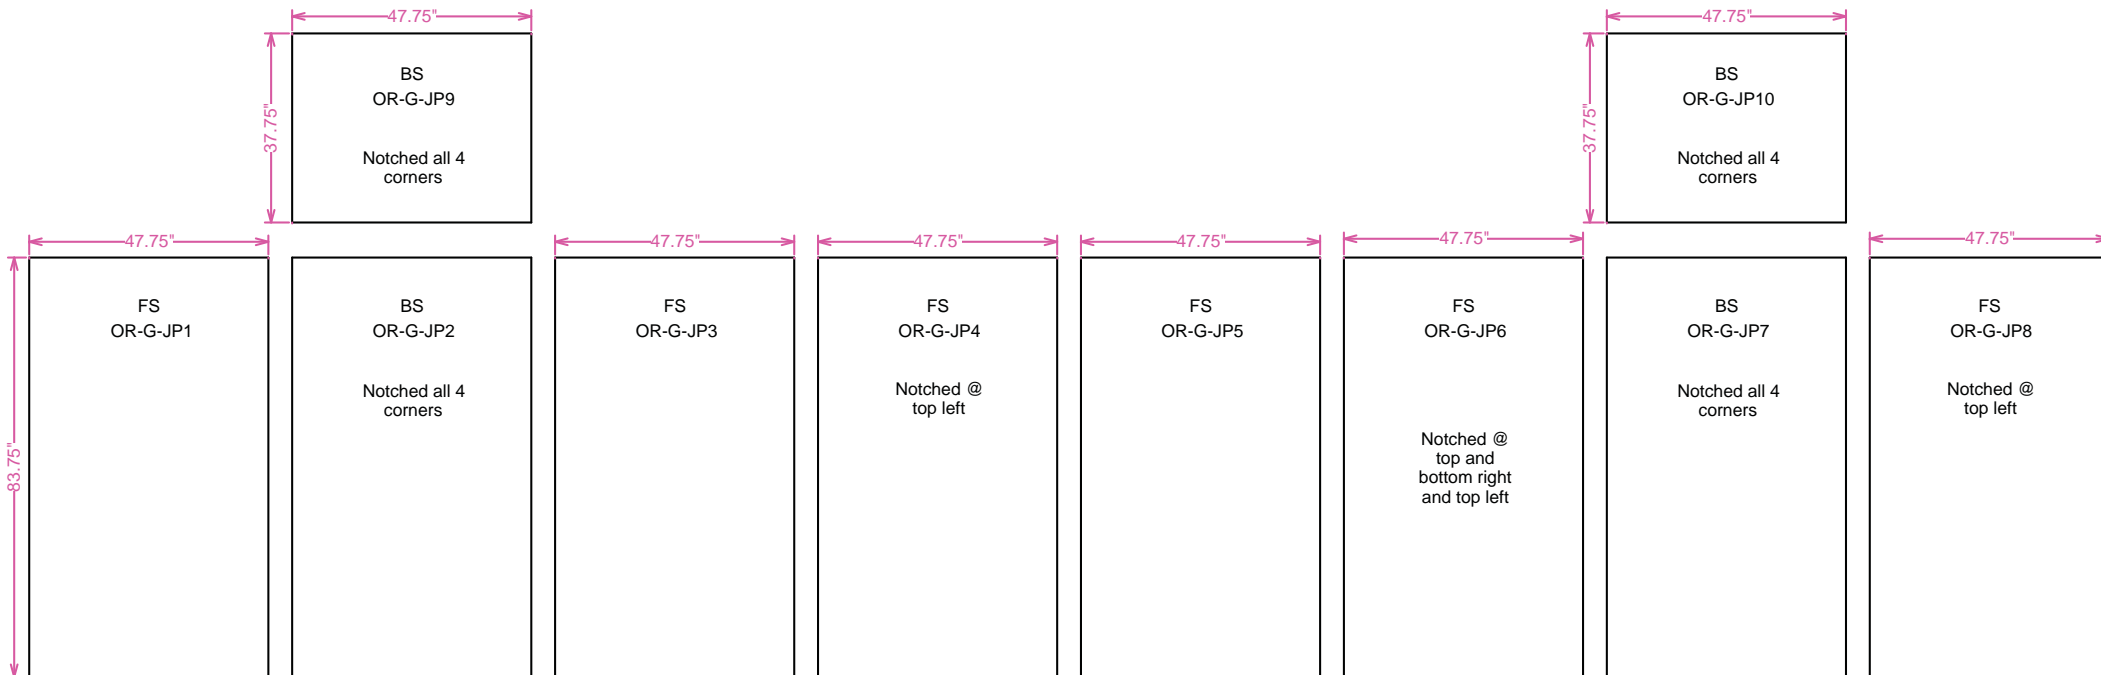 47.75"
47.75"
37.75"
BS
OR-G-JP9
Notched all 4
corners
37.75"
BS
OR-G-JP10
Notched all 4
corners
47.75"
47.75"
47.75"
47.75"
47.75"
47.75"
83.75"
FS
OR-G-JP1
BS
OR-G-JP2
Notched all 4
corners
FS
OR-G-JP3
FS
OR-G-JP4
Notched @
top left
FS
OR-G-JP5
FS
OR-G-JP6
Notched @
top and
bottom right
and top left
BS
OR-G-JP7
Notched all 4
corners
FS
OR-G-JP8
Notched @
top left